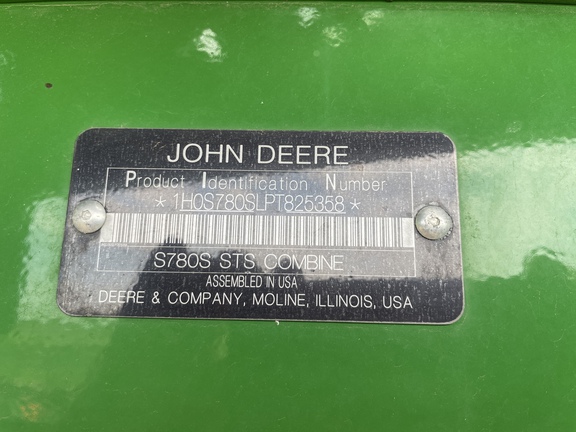 JOHN DEERE
Product Identification Number
* 1H0S780SLPT825358 *
S780S STS COMBINE
ASSEMBLED IN USA
DEERE & COMPANY, MOLINE, ILLINOIS, USA